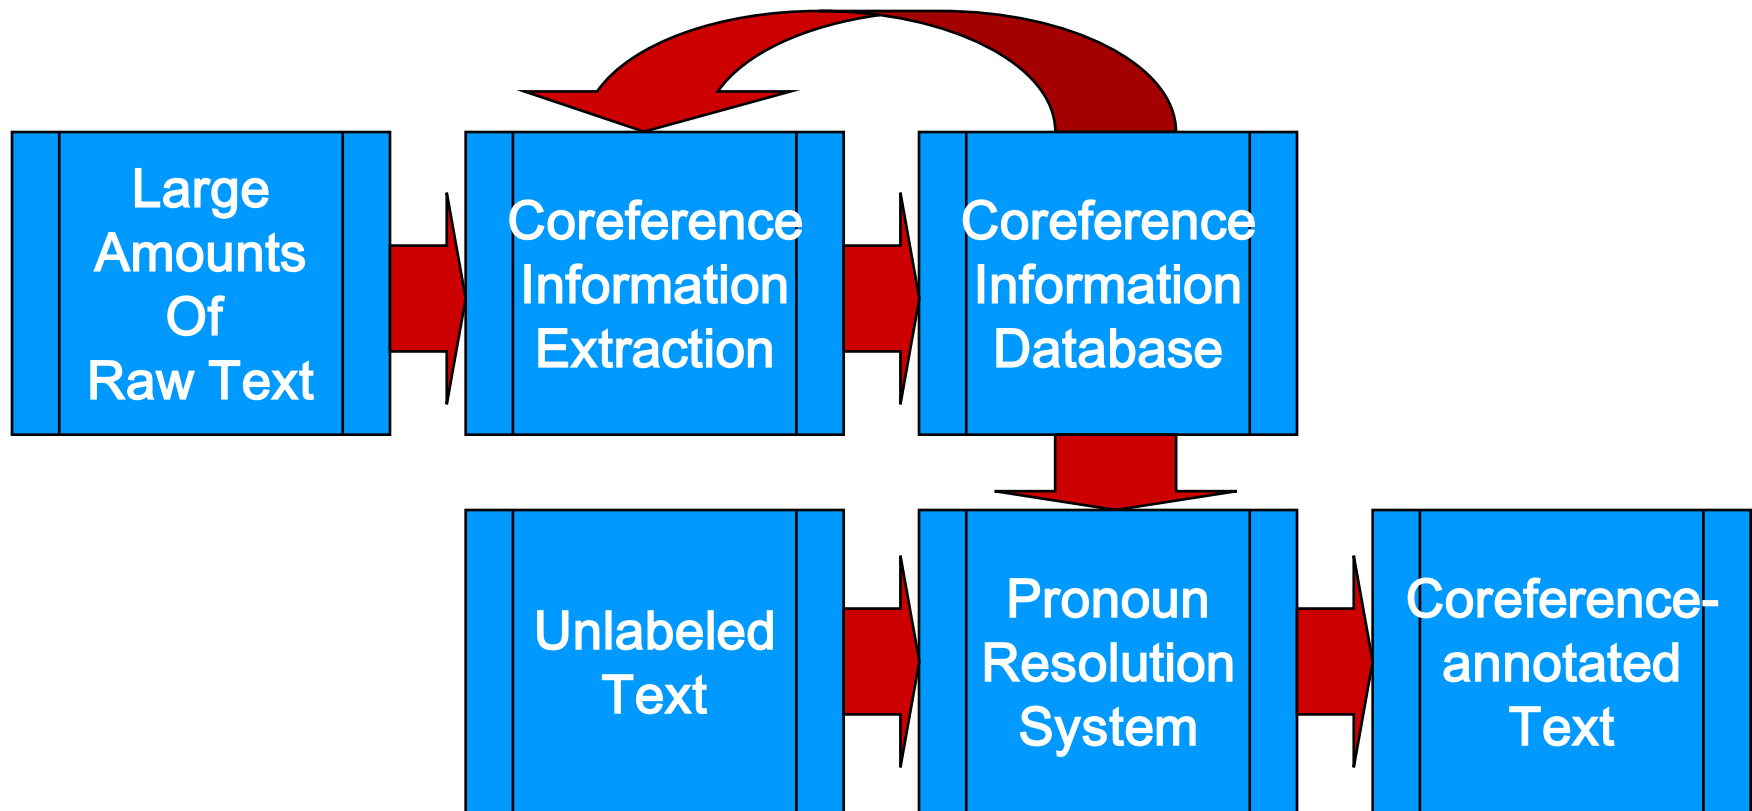 Large
Amounts
Of
Raw Text
Coreference
Information
Extraction
Coreference
Information
Database
Unlabeled
Text
Pronoun
Resolution
System
Coreference-
annotated
Text